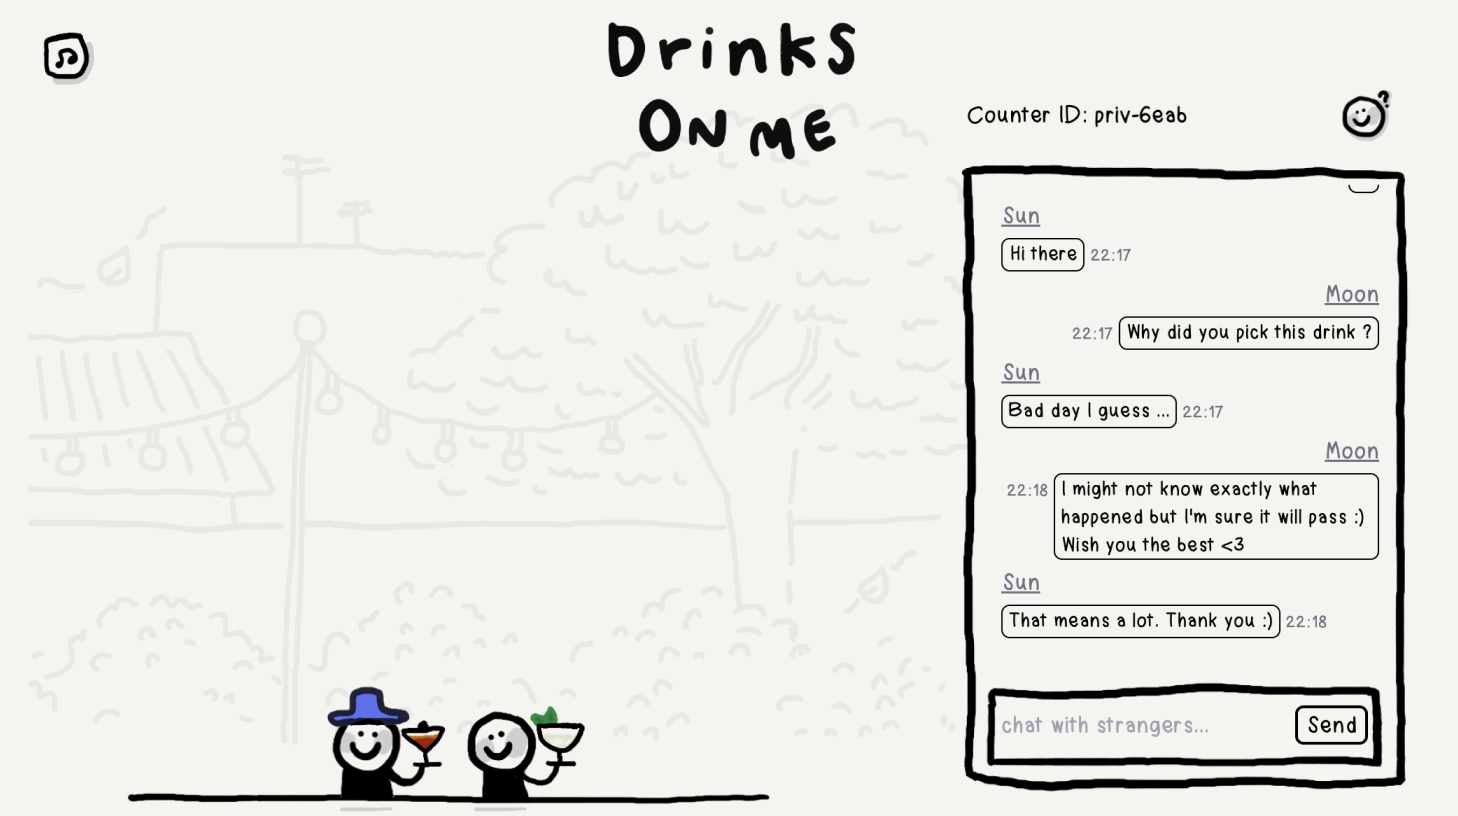 Drinks
ON ME
Counter ID: priv-6eab
?
Sun
Hi there 22:17
Moon
22:17 Why did you pick this drink ?
Sun
Bad day I guess ... 22:17
Moon
22:18 I might not know exactly what
happened but I'm sure it will pass :)
Wish you the best <3
Sun
That means a lot. Thank you :) 22:18
chat with strangers... Send